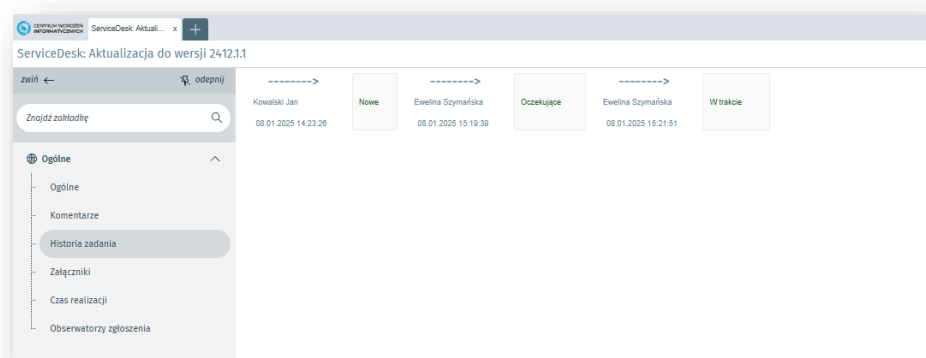 CENTRUM WDROŻEŃ
INFORMATYCZNYCH
ServiceDesk: Aktuali... x +
ServiceDesk: Aktualizacja do wersji 2412.1.1
zwiń ← odepnij
Znajdź zakładkę
Ogólne
Ogólne
Komentarze
Historia zadania
Załączniki
Czas realizacji
Obserwatorzy zgłoszenia
--------> --------> -------->
Kowalski Jan Nowe Ewelina Szymańska Oczekujące Ewelina Szymańska W trakcie
08.01.2025 14:23:26 08.01.2025 15:19:39 08.01.2025 15:21:51